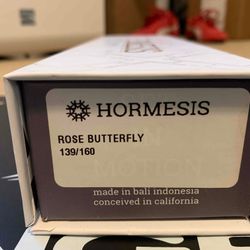 HORMESIS
ROSE BUTTERFLY
139/160
made in bali indonesia
conceived in california